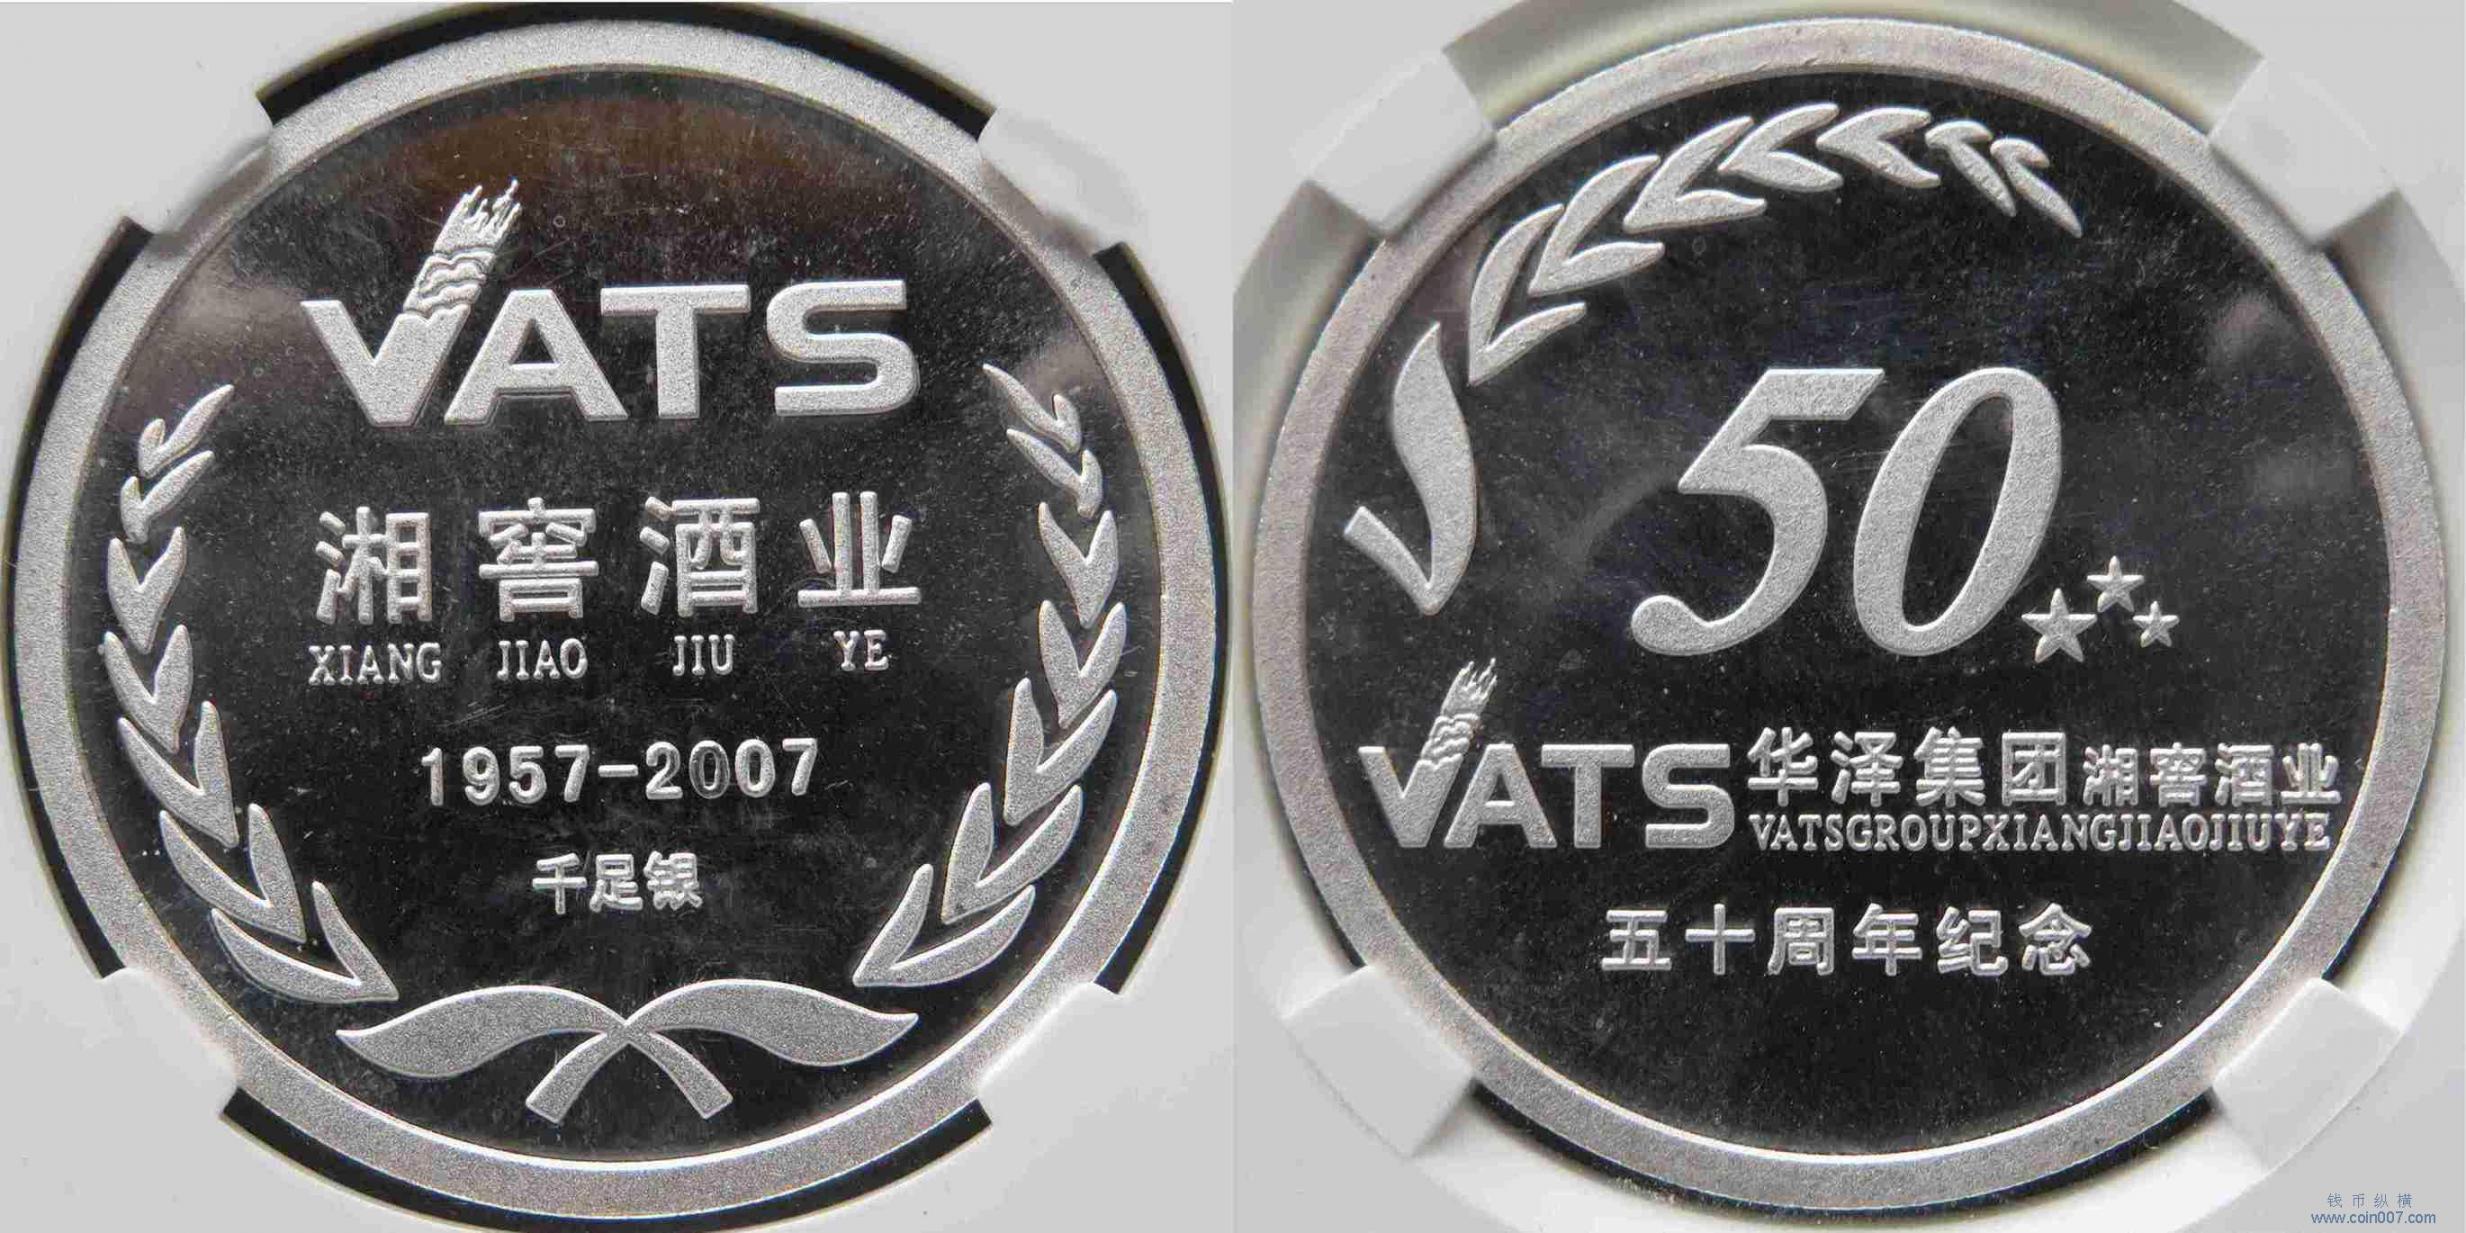 VATS
湘窖酒业
XIANG JIAO JIU YE
1957-2007
千足银
50
VATS 华泽集团湘窖酒业
VATSGROUPXIANGJIAOJIUYE
五十周年纪念
钱币纵横
www.coin007.com